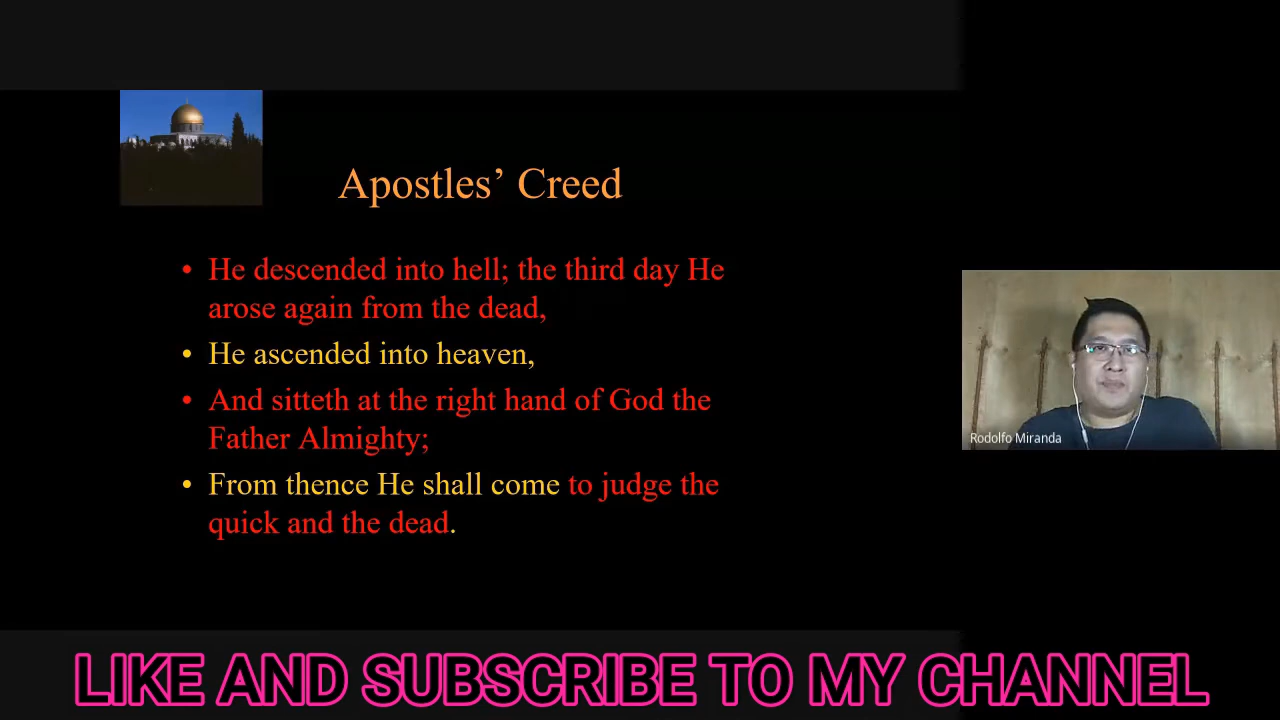 Apostles’ Creed
• He descended into hell; the third day He
arose again from the dead,
• He ascended into heaven,
• And sitteth at the right hand of God the
Father Almighty;
• From thence He shall come to judge the
quick and the dead.
Rodolfo Miranda
LIKE AND SUBSCRIBE TO MY CHANNEL